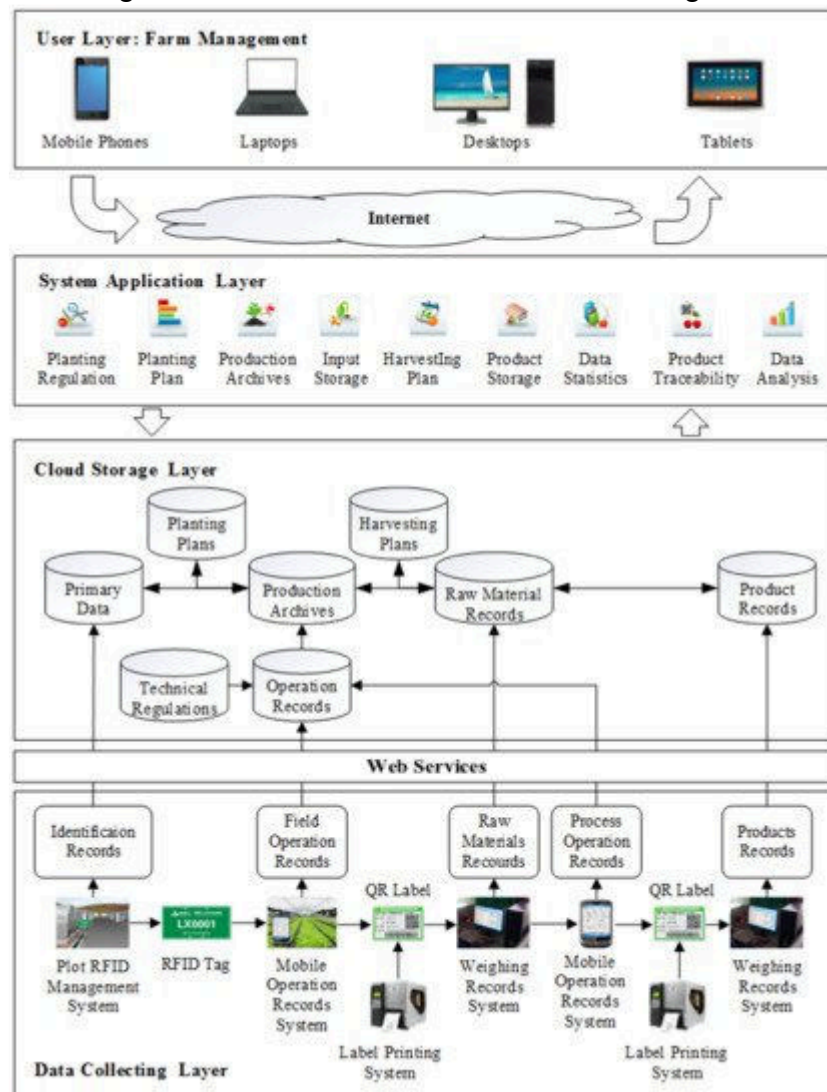 User Layer: Farm Management
Mobile Phones
Laptops
Desktops
Tablets
Internet
System Application Layer
Planting
Regulation
Planting
Plan
Production
Archives
Input
Storage
HarvestIng
Plan
Product
Storage
Data
Statistics
Product
Traceability
Data
Analysis
Cloud Storage Layer
Planting
Plans
Harvesting
Plans
Primary
Data
Production
Archives
Raw Material
Records
Product
Records
Technical
Regulations
Operation
Records
Web Services
Identificaion
Records
Field
Operation
Records
Raw
Materials
Recourds
Process
Operation
Records
Products
Records
QR Label
QR Label
LX0001
Plot RFID
Management
System
RFID Tag
Mobile
Operation
Records
System
Weighing
Records
System
Mobile
Operation
Records
System
Weighing
Records
System
Label Printing
System
Label Printing
System
Data Collecting Layer